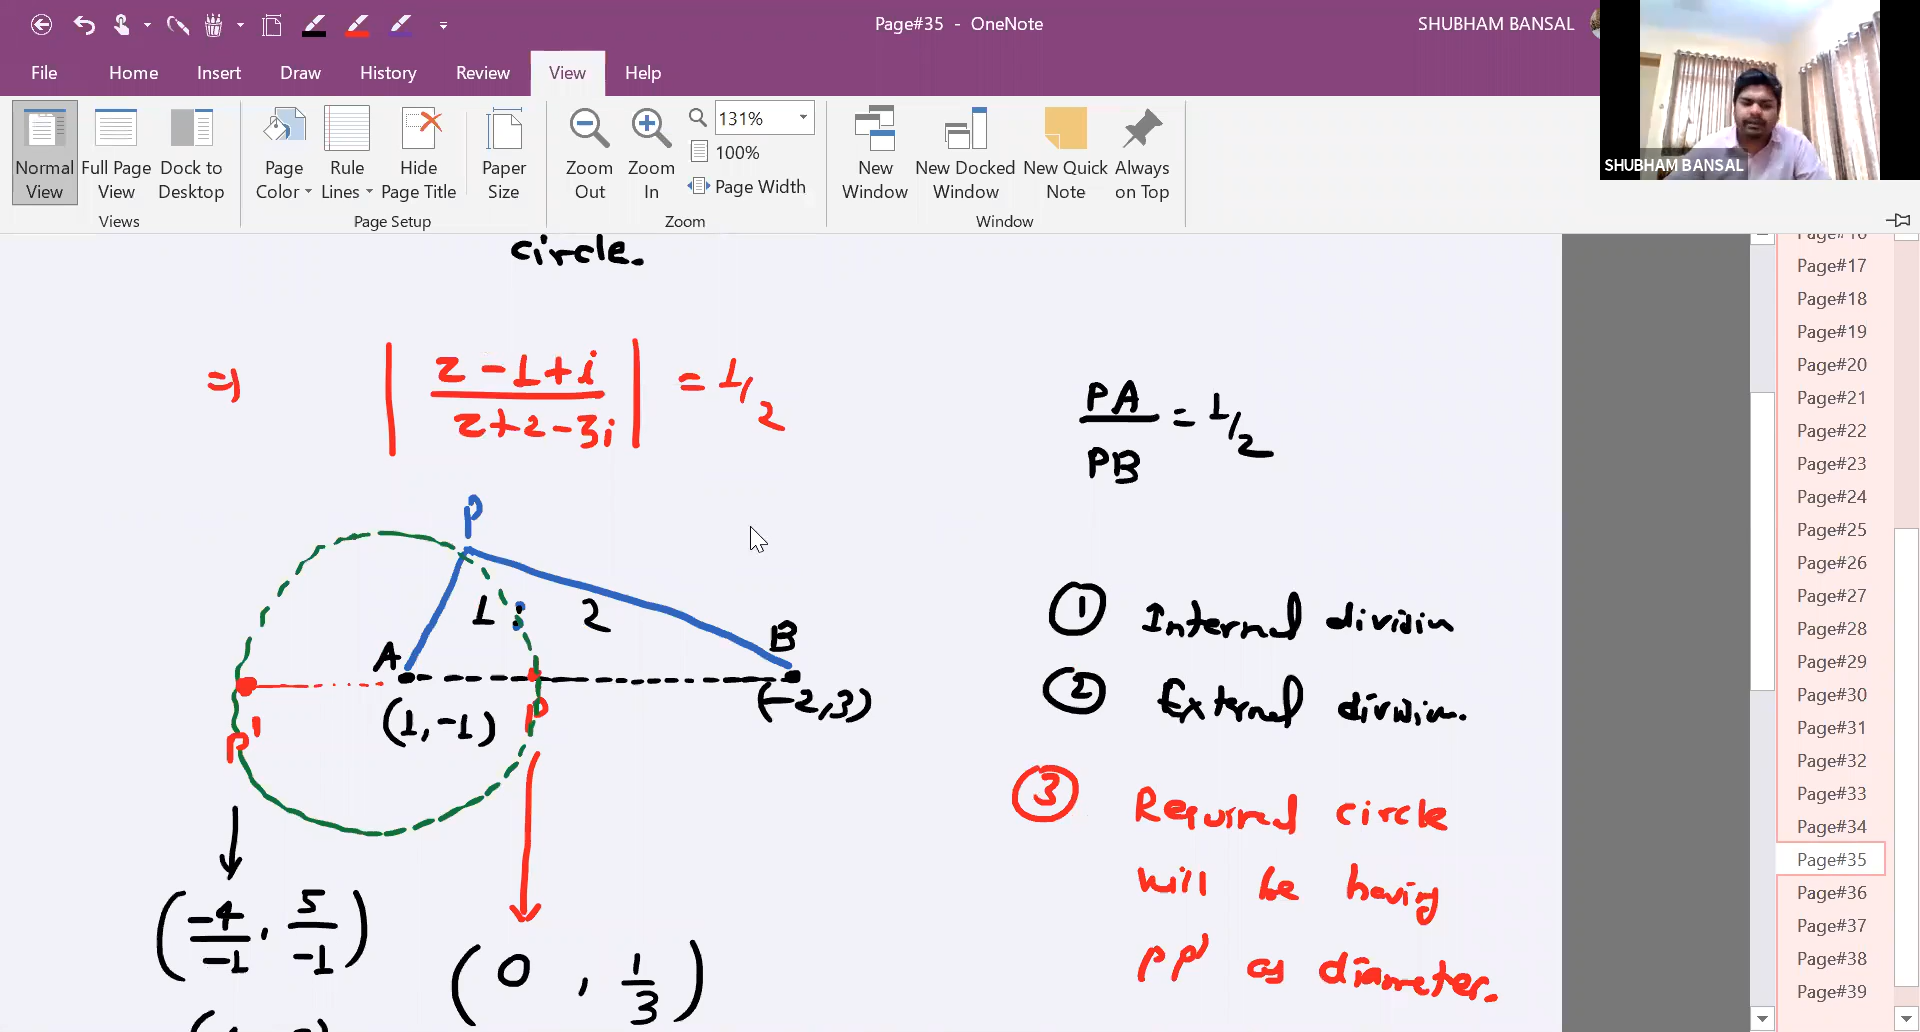 Page#35 - OneNote
SHUBHAM BANSAL
File Home Insert Draw History Review View Help
Normal View
Full Page View
Dock to Desktop
Page Color
Rule Lines
Hide Page Title
Paper Size
Zoom Out
Zoom In
131%
100%
Page Width
New Window
New Docked Window
New Quick Note
Always on Top
Views
Page Setup
Zoom
Window
SHUBHAM BANSAL
circle.
=> | (z-1+i)/(z+2-3i) | = 1/2
PA/PB = 1/2
P
1 : 2
A
B
(1,-1)
(-2,3)
P'
P
(-4/-1, 5/-1)
(0, 1/3)
① Internal divisin
② External division.
③ Required circle
will be having
PP' as diameter.
Page#17
Page#18
Page#19
Page#20
Page#21
Page#22
Page#23
Page#24
Page#25
Page#26
Page#27
Page#28
Page#29
Page#30
Page#31
Page#32
Page#33
Page#34
Page#35
Page#36
Page#37
Page#38
Page#39